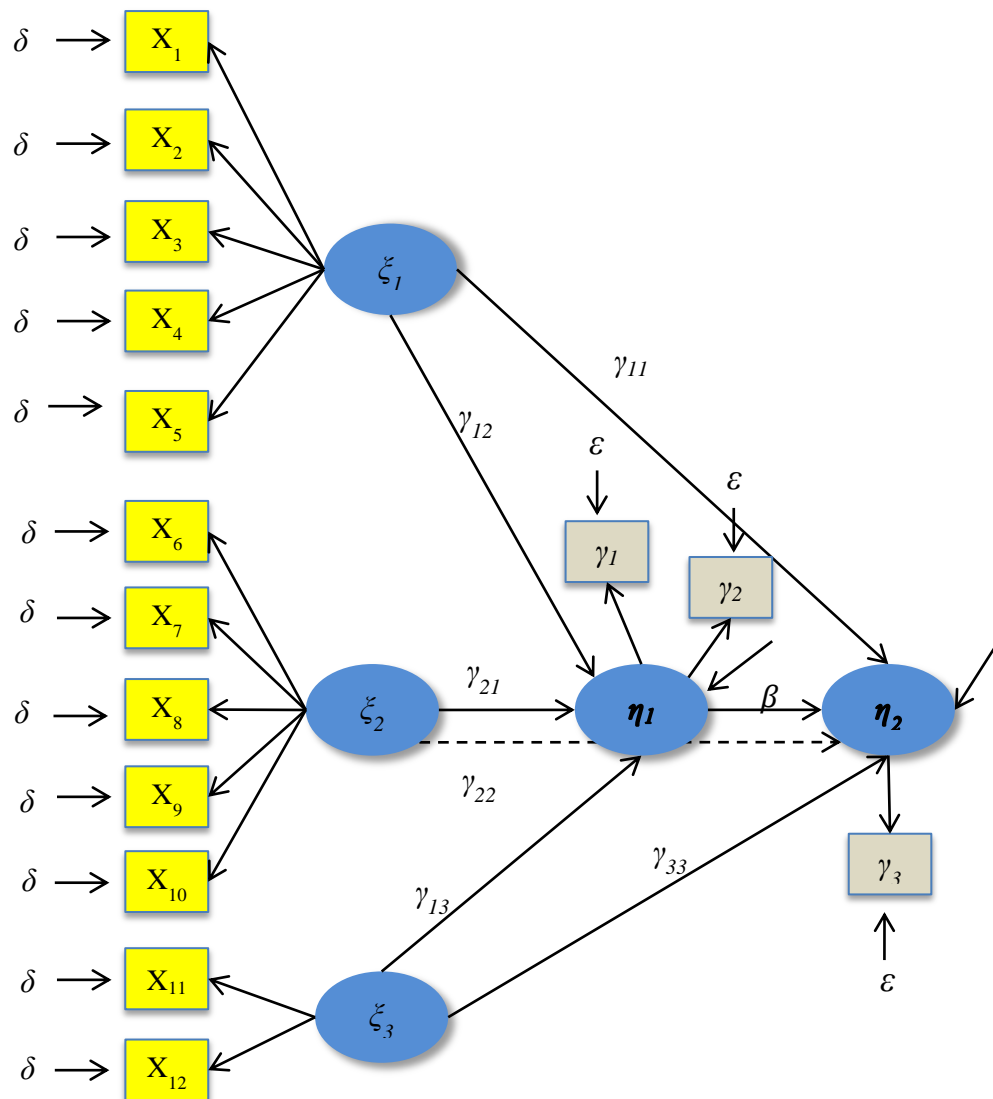 δ X₁
δ X₂
δ X₃
ξ₁
δ X₄
γ₁₁
δ X₅
γ₁₂
ε
ε
δ X₆
γ₁
γ₂
δ X₇
γ₂₁
δ X₈
ξ₂
η₁
β
η₂
γ₂₂
δ X₉
γ₃₃
γ₃
δ X₁₀
γ₁₃
δ X₁₁
ε
ξ₃
δ X₁₂